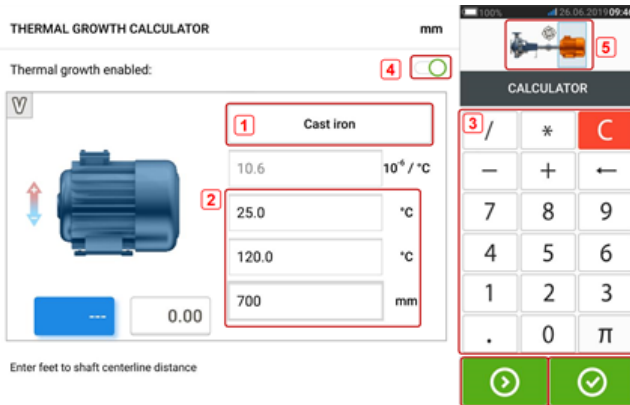 100% 26.06.2019 09:46
THERMAL GROWTH CALCULATOR mm
5
Thermal growth enabled: 4
CALCULATOR
V
1 Cast iron
3 / * C
10.6 10⁻⁶ / °C
− + ←
2
25.0 °C
7 8 9
120.0 °C
4 5 6
700 mm
1 2 3
--- 0.00
. 0 π
Enter feet to shaft centerline distance